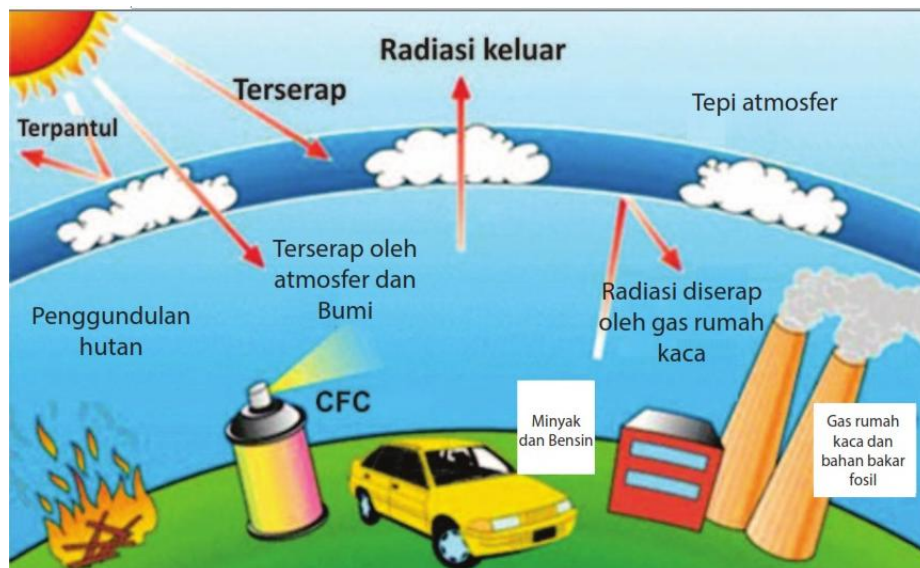 Radiasi keluar
Tepi atmosfer
Terserap
Terpantul
Terserap oleh
atmosfer dan
Bumi
Radiasi diserap
oleh gas rumah
kaca
Penggundulan
hutan
CFC
Minyak
dan Bensin
Gas rumah
kaca dan
bahan bakar
fosil